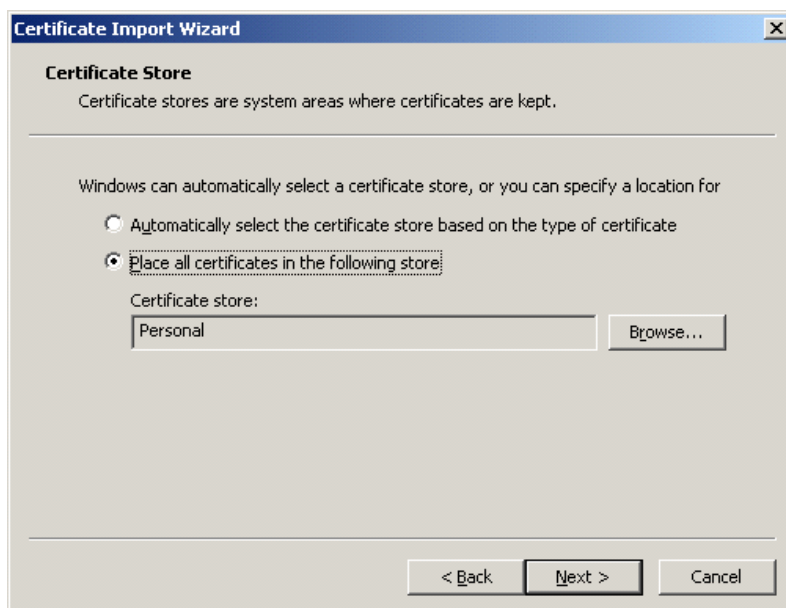 Certificate Import Wizard
Certificate Store
Certificate stores are system areas where certificates are kept.
Windows can automatically select a certificate store, or you can specify a location for
Automatically select the certificate store based on the type of certificate
Place all certificates in the following store
Certificate store:
Personal
Browse...
< Back
Next >
Cancel